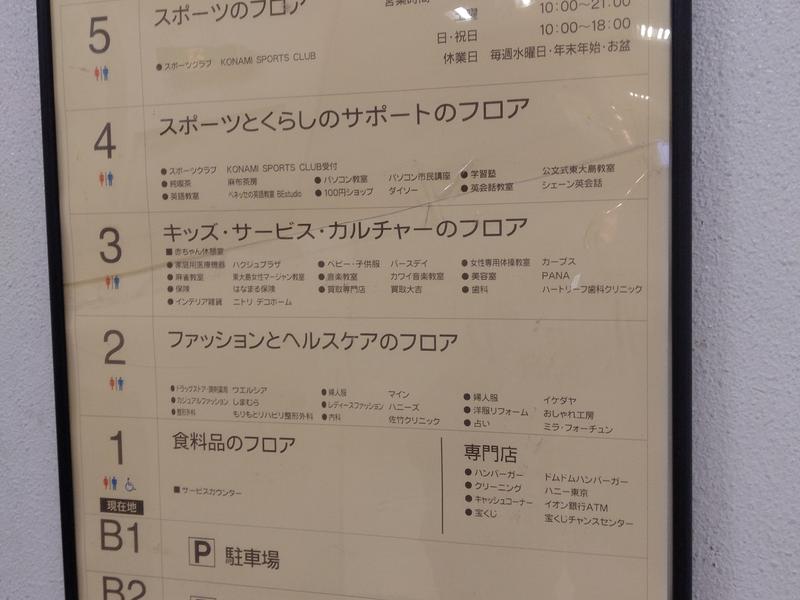 5
スポーツのフロア
営業時間
土曜 10:00～21:00
日・祝日 10:00～18:00
休業日 毎週水曜日・年末年始・お盆
●スポーツクラブ KONAMI SPORTS CLUB
4
スポーツとくらしのサポートのフロア
●スポーツクラブ KONAMI SPORTS CLUB受付
●純喫茶 麻布茶房
●英語教室 ベネッセの英語教室 BEstudio
●パソコン教室 パソコン市民講座
●100円ショップ ダイソー
●学習塾 公文式東大島教室
●英会話教室 シェーン英会話
3
キッズ・サービス・カルチャーのフロア
■赤ちゃん休憩室
●家庭用医療機器 ハクジュプラザ
●麻雀教室 東大島女性マージャン教室
●保険 はなまる保険
●インテリア雑貨 ニトリ デコホーム
●ベビー・子供服 バースデイ
●音楽教室 カワイ音楽教室
●買取専門店 買取大吉
●女性専用体操教室 カーブス
●美容室 PANA
●歯科 ハートリーフ歯科クリニック
2
ファッションとヘルスケアのフロア
●ドラッグストア・調剤薬局 ウエルシア
●カジュアルファッション しまむら
●整形外科 もりもとリハビリ整形外科
●婦人服 マイン
●レディースファッション ハニーズ
●内科 佐竹クリニック
●婦人服 イケダヤ
●洋服リフォーム おしゃれ工房
●占い ミラ・フォーチュン
1
食料品のフロア
■サービスカウンター
現在地
専門店
●ハンバーガー ドムドムハンバーガー
●クリーニング ハニー東京
●キャッシュコーナー イオン銀行ATM
●宝くじ 宝くじチャンスセンター
B1
P 駐車場
B2